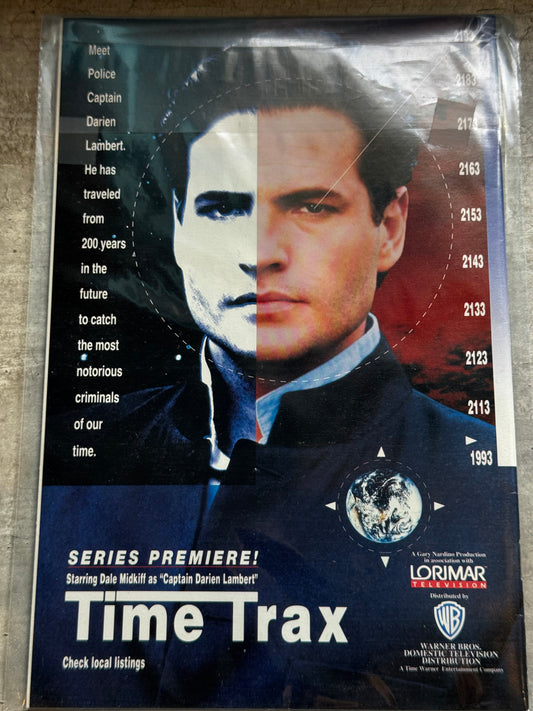 Meet
Police
Captain
Darien
Lambert.
He has
traveled
from
200 years
in the
future
to catch
the most
notorious
criminals
of our
time.
2193
2183
2173
2163
2153
2143
2133
2123
2113
1993
SERIES PREMIERE!
Starring Dale Midkiff as "Captain Darien Lambert"
Time Trax
Check local listings
A Gary Nardino Production
in association with
LORIMAR
TELEVISION
Distributed by
WB
WARNER BROS.
DOMESTIC TELEVISION
DISTRIBUTION
A Time Warner Entertainment Company